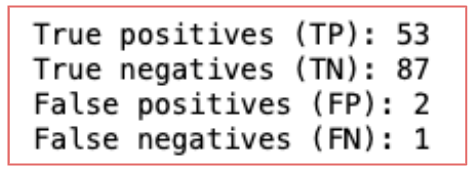 True positives (TP): 53
True negatives (TN): 87
False positives (FP): 2
False negatives (FN): 1